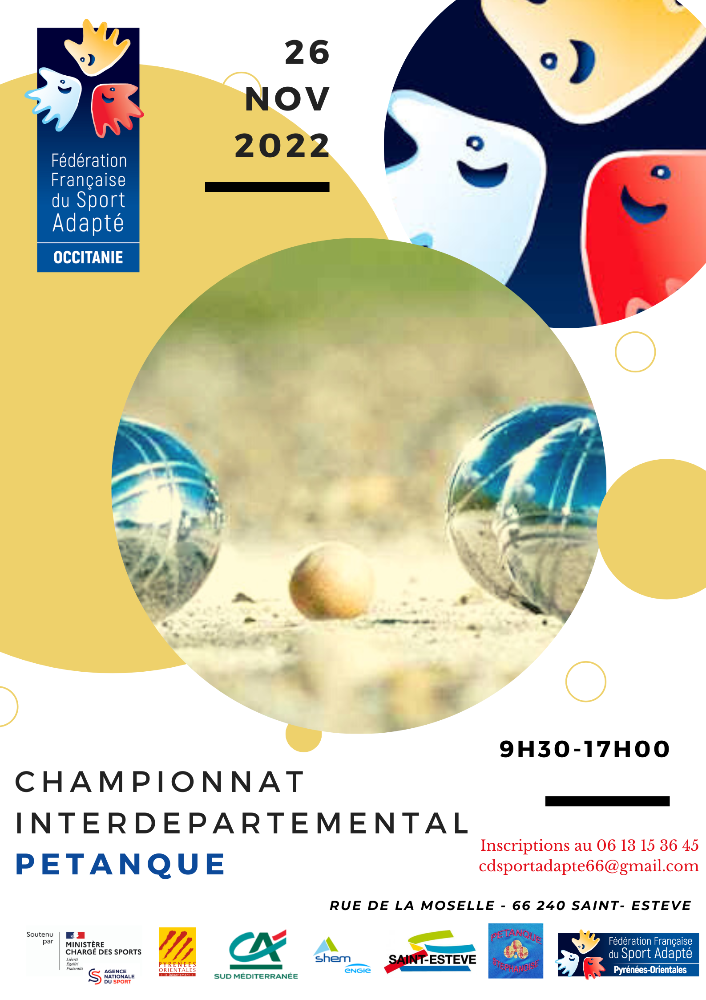 26
NOV
2022
Fédération
Française
du Sport
Adapté
OCCITANIE
9H30-17H00
CHAMPIONNAT
INTERDEPARTEMENTAL
PETANQUE
Inscriptions au 06 13 15 36 45
cdsportadapte66@gmail.com
RUE DE LA MOSELLE - 66 240 SAINT- ESTEVE
Soutenu
par
MINISTÈRE
CHARGÉ DES SPORTS
Liberté
Égalité
Fraternité
AGENCE
NATIONALE
DU SPORT
PYRENEES
ORIENTALES
le Département
CA
SUD MÉDITERRANÉE
shem
ENGIE
SAINT-ESTEVE
PETANQUE
STEPHANOISE
Fédération Française
du Sport Adapté
Pyrénées-Orientales